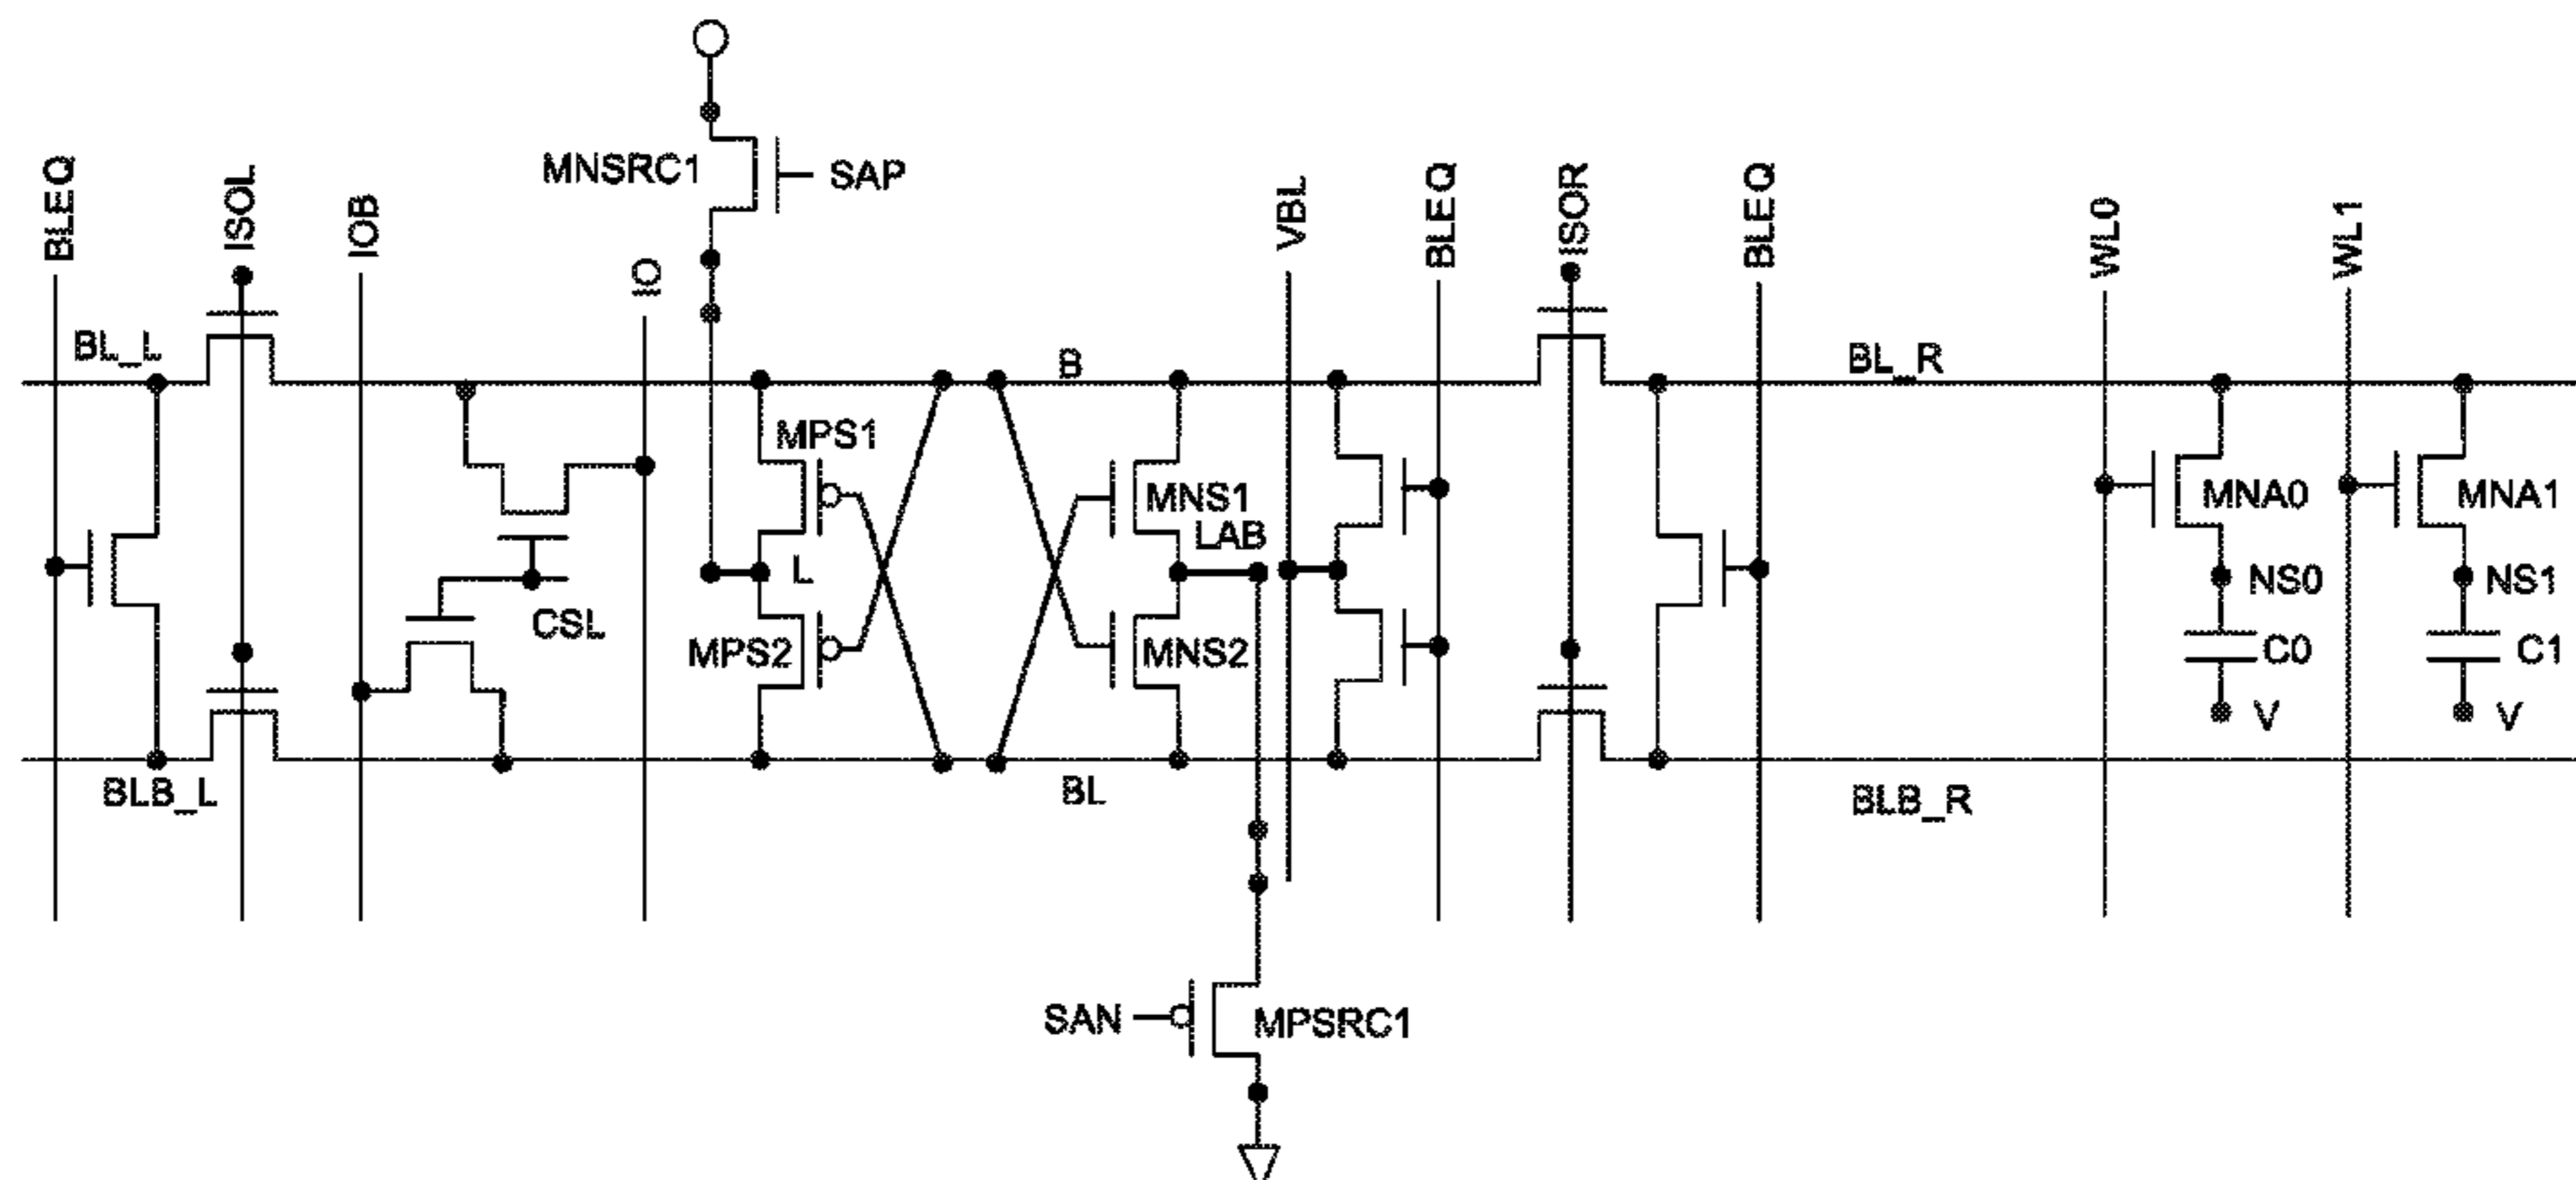 MNSRC1
SAP
BLEQ
ISOL
IOB
IO
VBL
BLEQ
ISOR
BLEQ
WL0
WL1
BL_L
B
BL_R
MPS1
MNS1
LAB
MNA0
MNA1
L
NS0
NS1
CSL
MPS2
MNS2
C0
C1
V
V
BLB_L
BL
BLB_R
SAN
MPSRC1